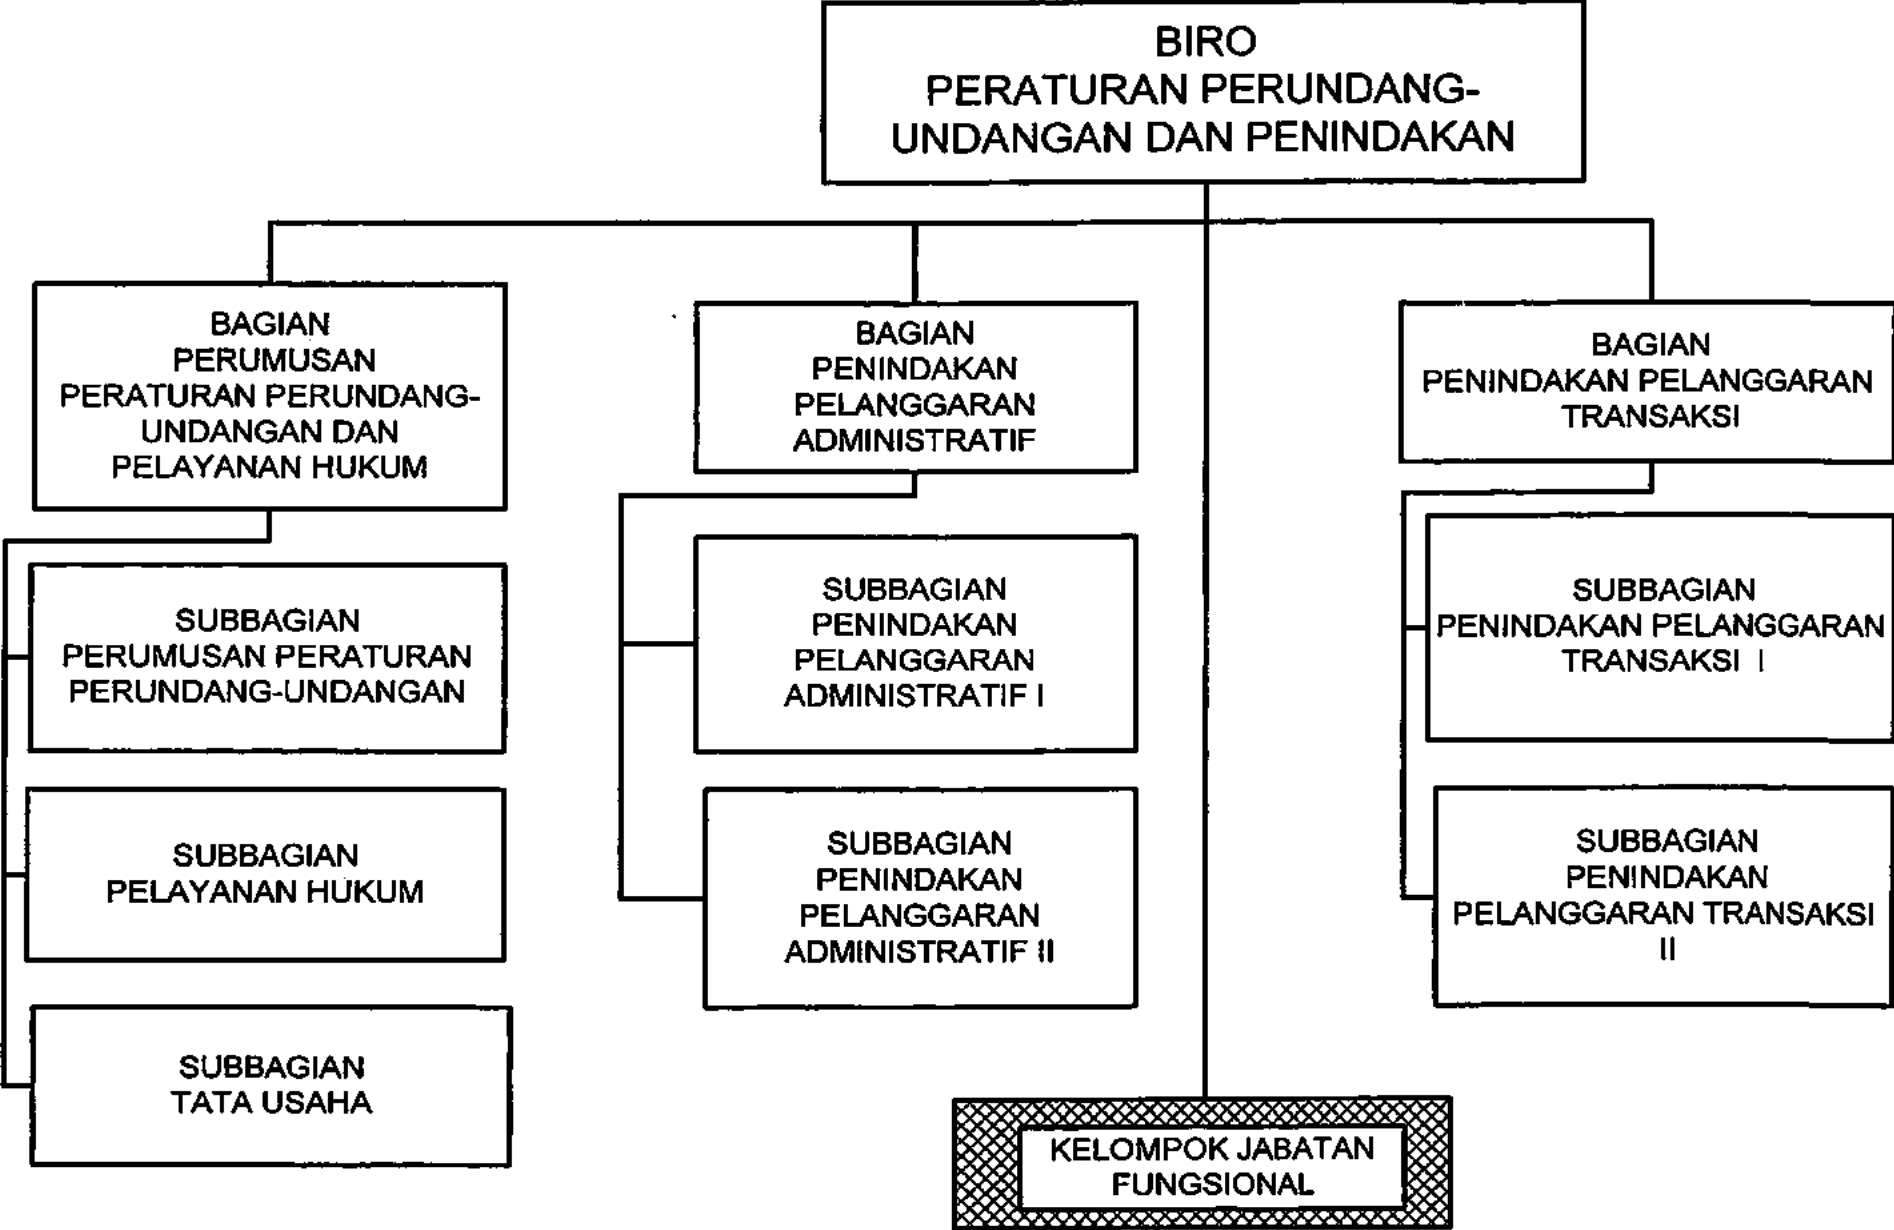 BIRO
PERATURAN PERUNDANG-
UNDANGAN DAN PENINDAKAN
BAGIAN
PERUMUSAN
PERATURAN PERUNDANG-
UNDANGAN DAN
PELAYANAN HUKUM
BAGIAN
PENINDAKAN
PELANGGARAN
ADMINISTRATIF
BAGIAN
PENINDAKAN PELANGGARAN
TRANSAKSI
SUBBAGIAN
PERUMUSAN PERATURAN
PERUNDANG-UNDANGAN
SUBBAGIAN
PENINDAKAN
PELANGGARAN
ADMINISTRATIF I
SUBBAGIAN
PENINDAKAN PELANGGARAN
TRANSAKSI I
SUBBAGIAN
PELAYANAN HUKUM
SUBBAGIAN
PENINDAKAN
PELANGGARAN
ADMINISTRATIF II
SUBBAGIAN
PENINDAKAN
PELANGGARAN TRANSAKSI
II
SUBBAGIAN
TATA USAHA
KELOMPOK JABATAN
FUNGSIONAL